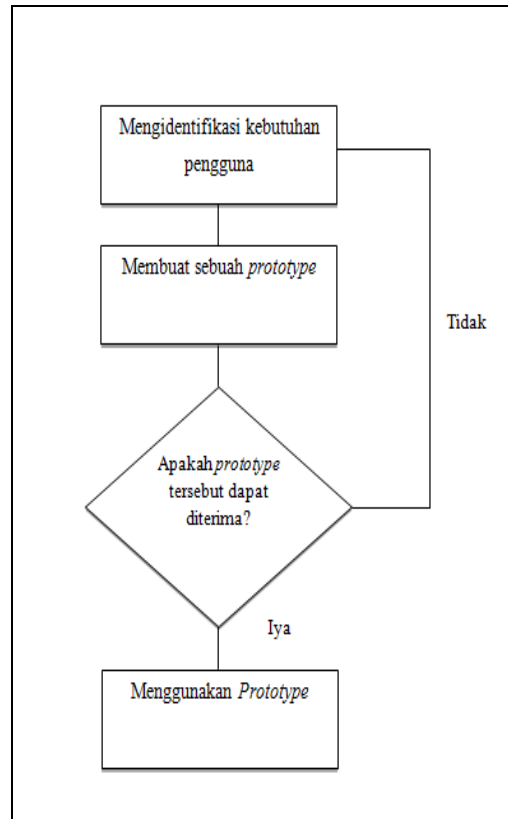 Mengidentifikasi kebutuhan
pengguna
Membuat sebuah prototype
Tidak
Apakah prototype
tersebut dapat
diterima?
Iya
Menggunakan Prototype